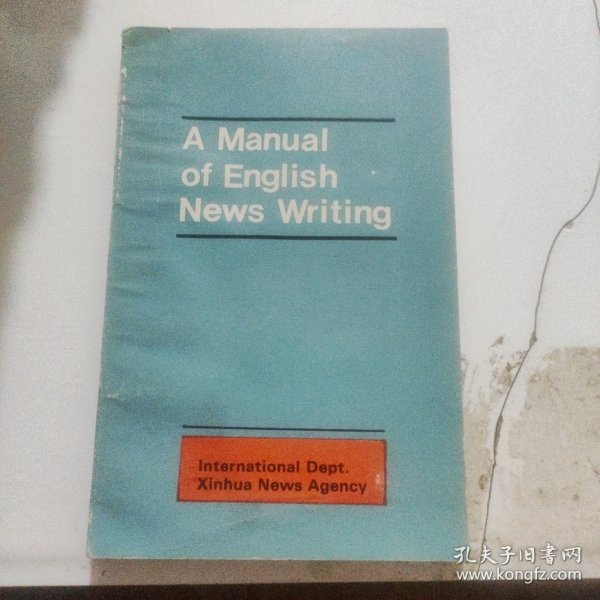 A Manual
of English
News Writing
International Dept.
Xinhua News Agency
孔夫子旧书网
www.kongfz.com